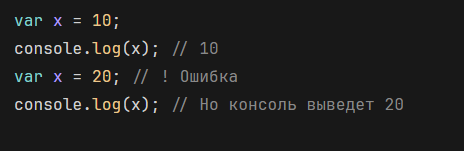 var x = 10;
console.log(x); // 10
var x = 20; // ! Ошибка
console.log(x); // Но консоль выведет 20